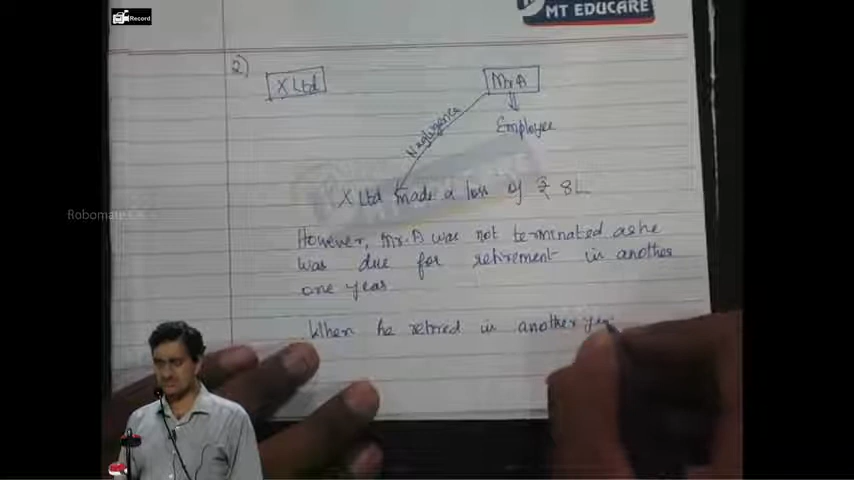 Record
MT EDUCARE
2)
X Ltd
Mr A
Negligence
Employee
X Ltd made a loss of ₹ 8L
However, Mr. A was not terminated as he
was due for retirement in another
one year
When he retired in another year